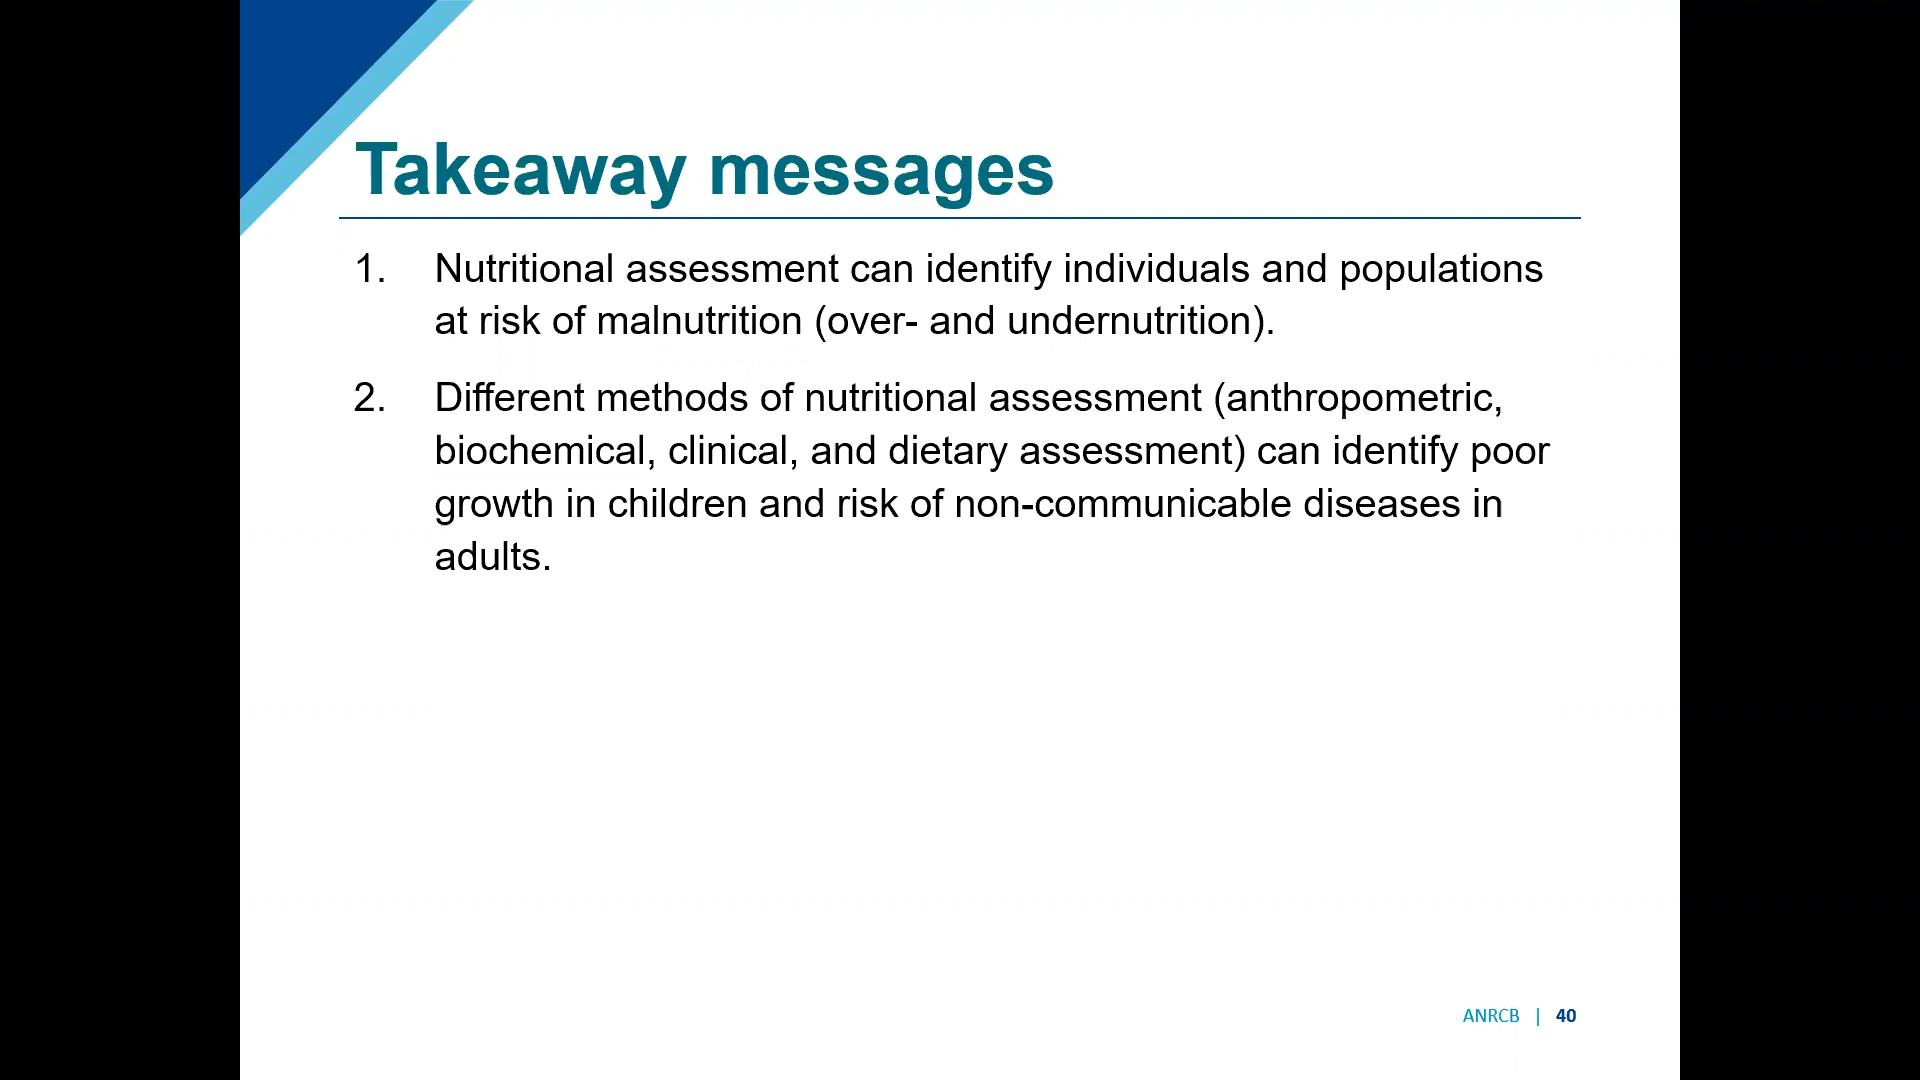 Takeaway messages
1. Nutritional assessment can identify individuals and populations
at risk of malnutrition (over- and undernutrition).
2. Different methods of nutritional assessment (anthropometric,
biochemical, clinical, and dietary assessment) can identify poor
growth in children and risk of non-communicable diseases in
adults.
ANRCB | 40